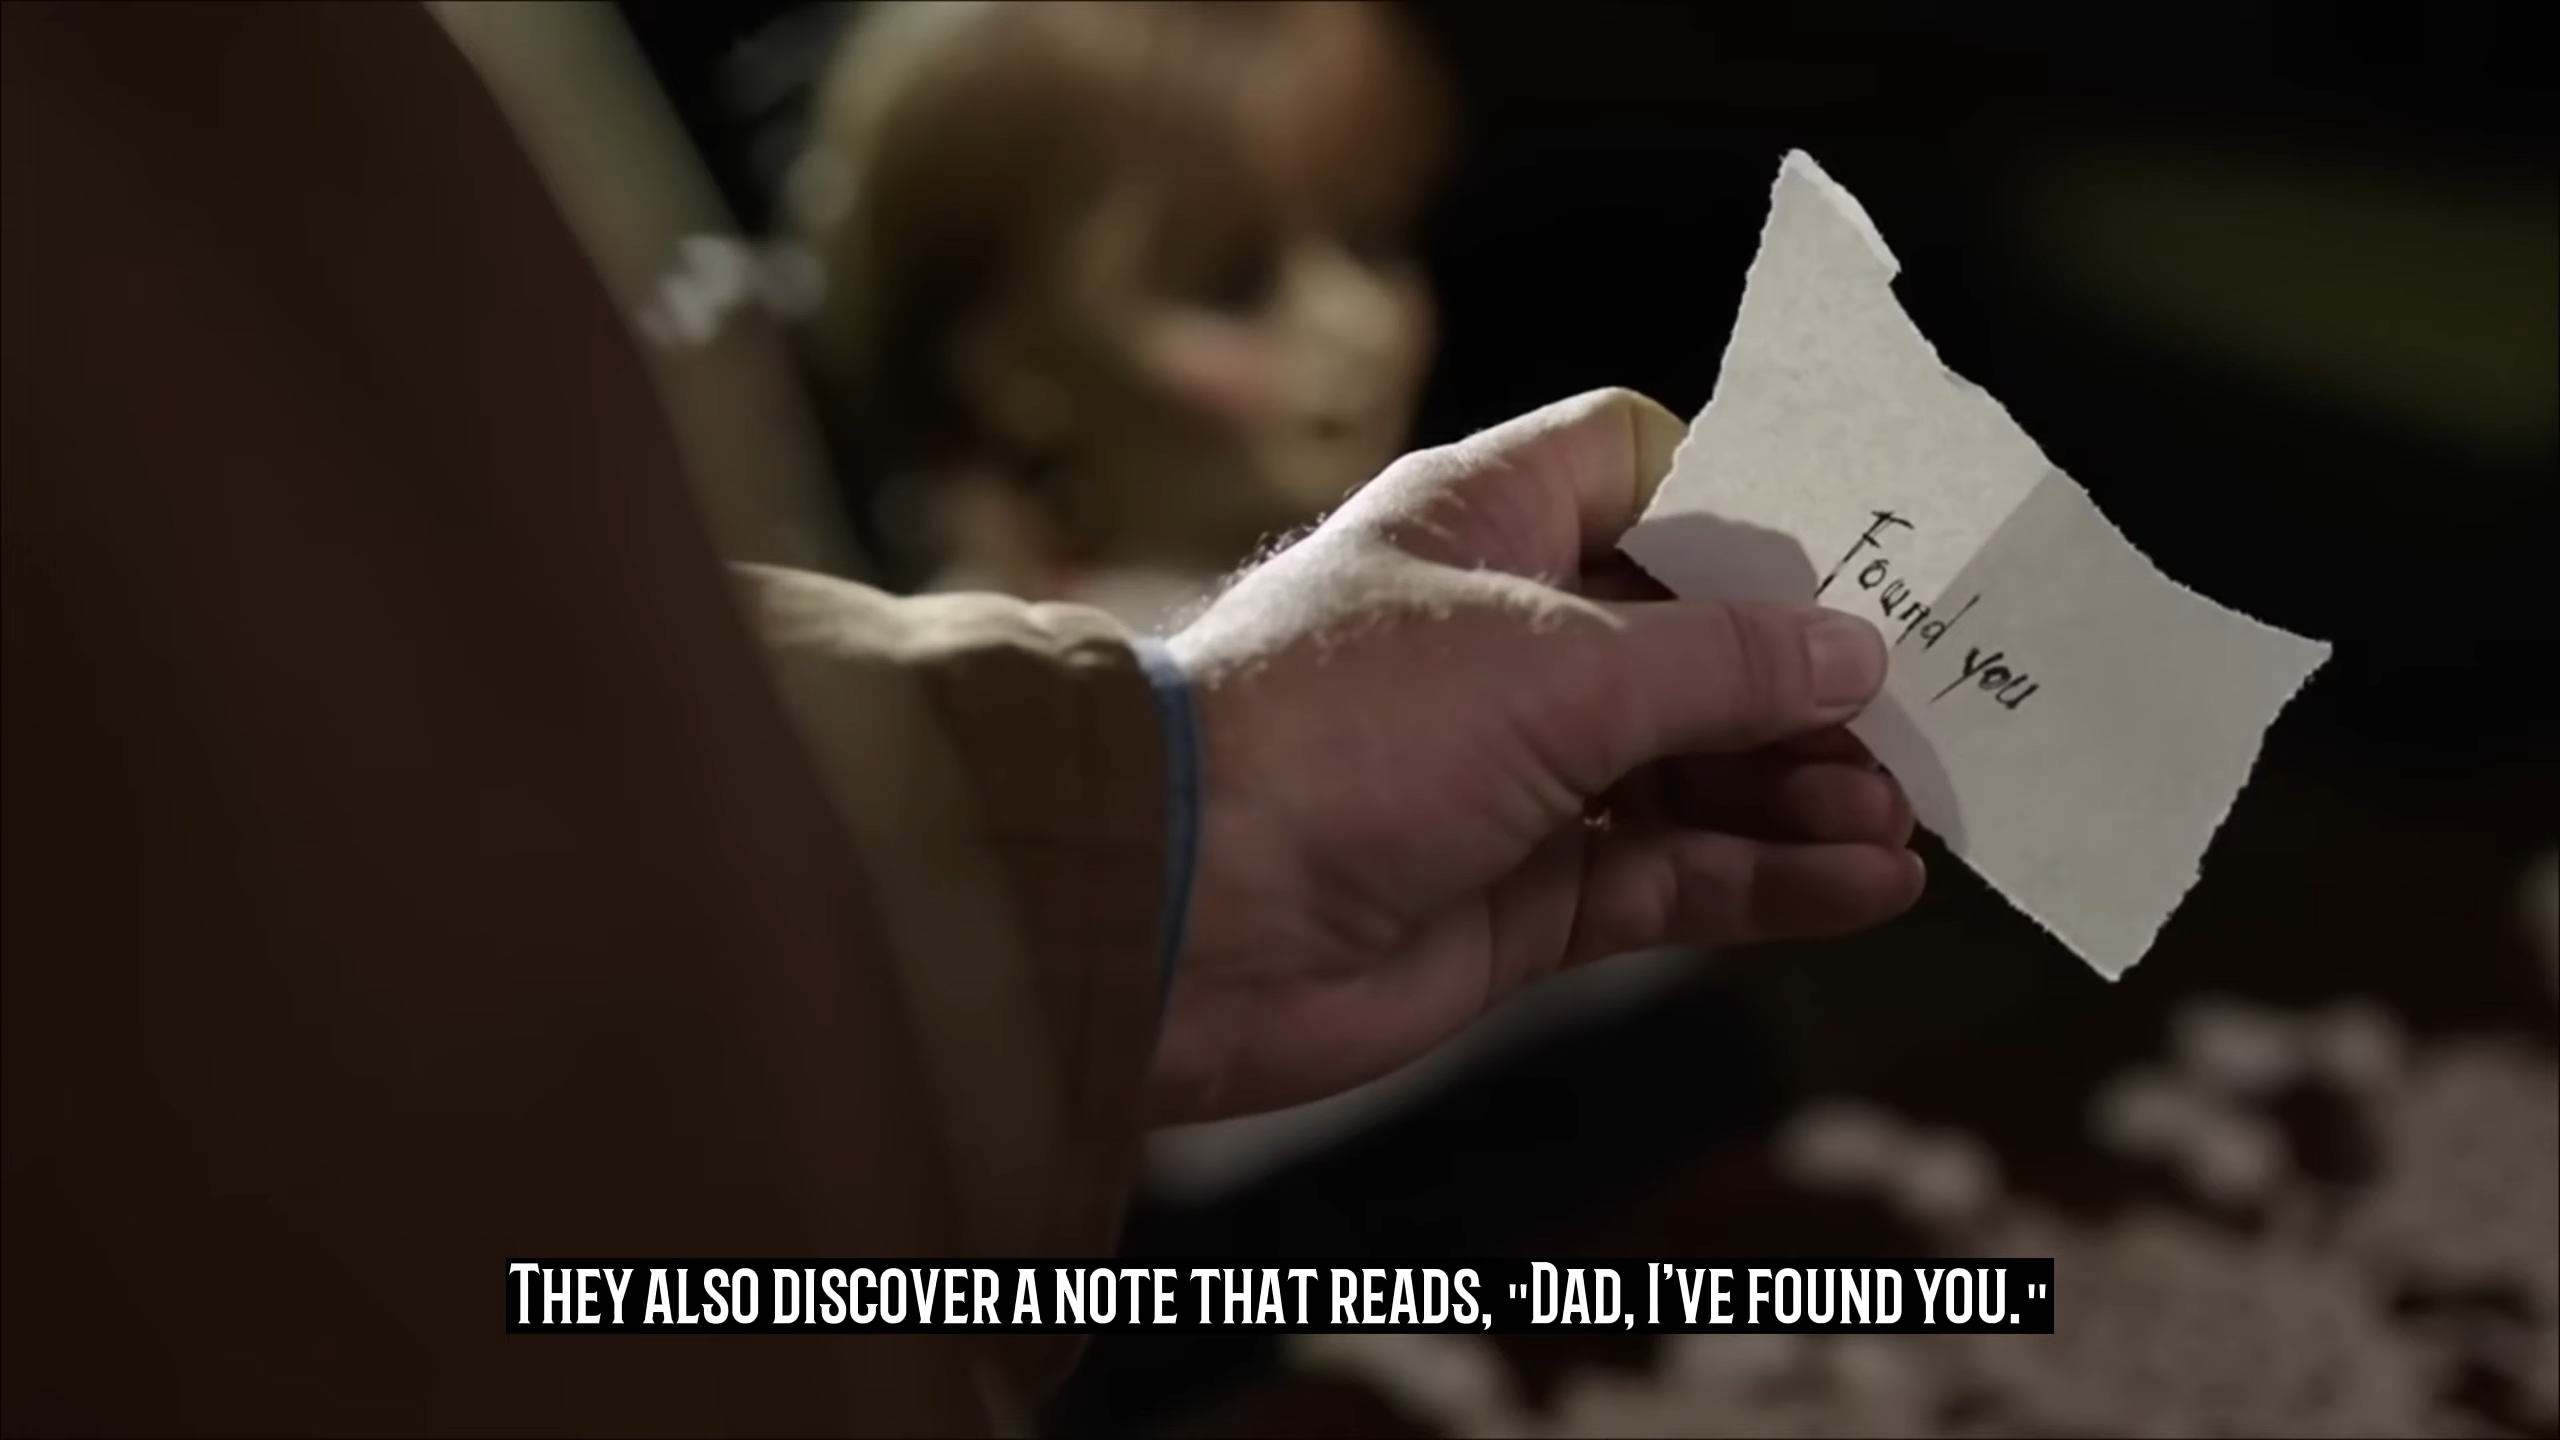 Found you
THEY ALSO DISCOVER A NOTE THAT READS, "DAD, I'VE FOUND YOU."